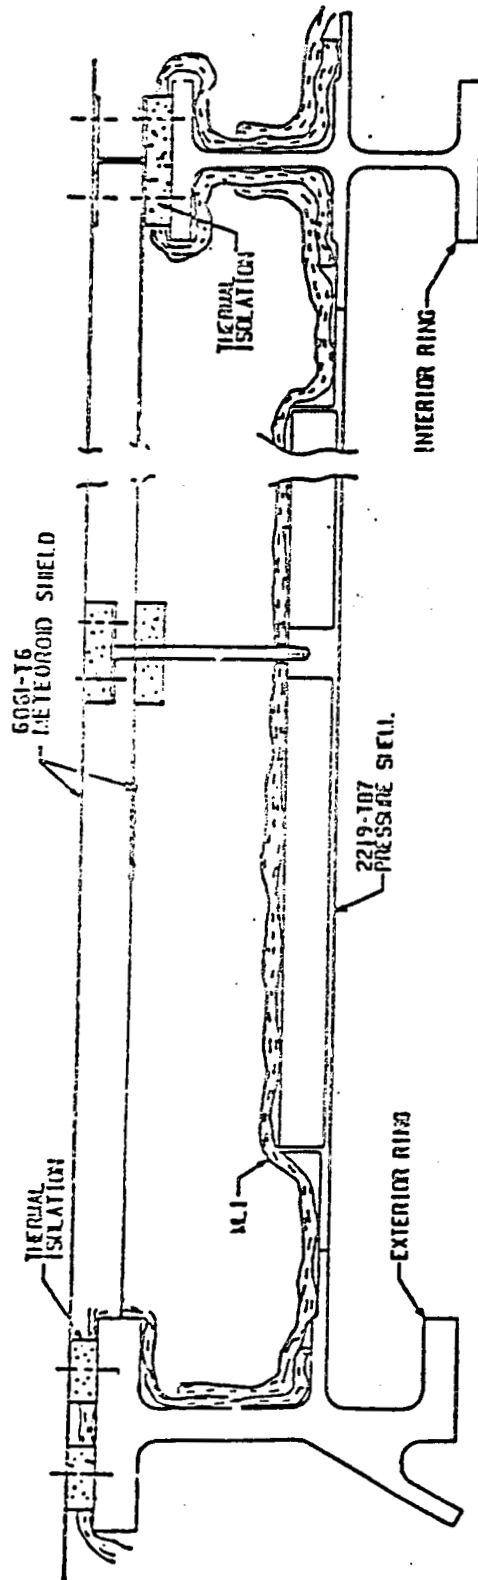 THERMAL
ISOLATION
6061-T6
METEOROID SHIELD
THERMAL
ISOLATION
MLI
2219-T87
PRESSURE SHELL
EXTERIOR RING
INTERIOR RING